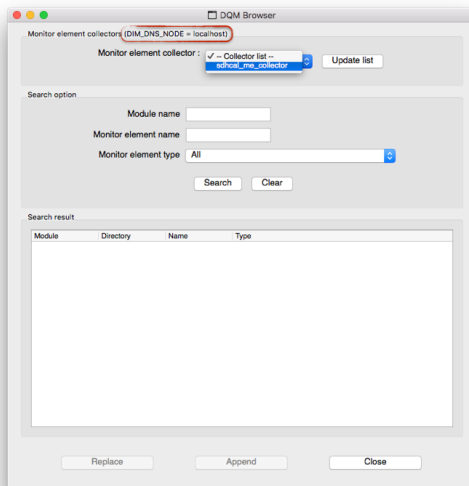 DQM Browser
Monitor element collectors (DIM_DNS_NODE = localhost)
Monitor element collector :
✓ -- Collector list --
sdhcal_me_collector
Update list
Search option
Module name
Monitor element name
Monitor element type All
Search Clear
Search result
Module Directory Name Type
Replace Append Close